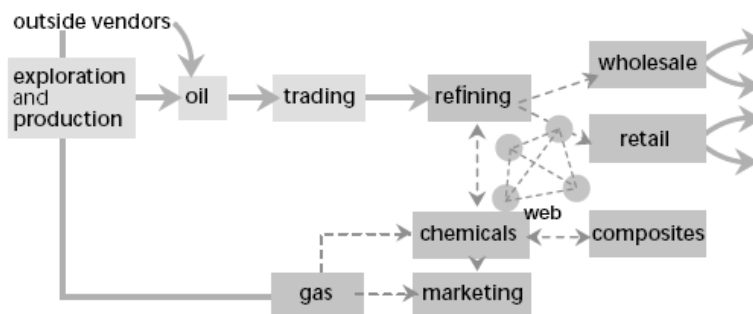 outside vendors
exploration
and
production
oil
trading
refining
wholesale
retail
web
chemicals
composites
gas
marketing